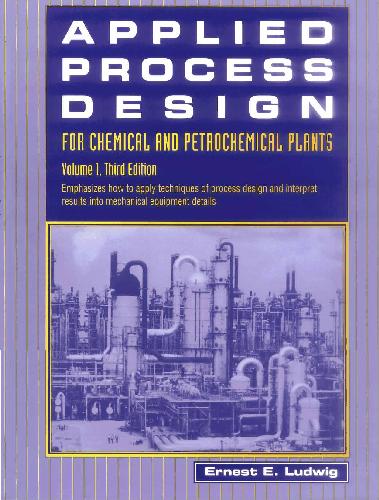 APPLIED
PROCESS
DESIGN
FOR CHEMICAL AND PETROCHEMICAL PLANTS
Volume 1, Third Edition
Emphasizes how to apply techniques of process design and interpret
results into mechanical equipment details
Ernest E. Ludwig